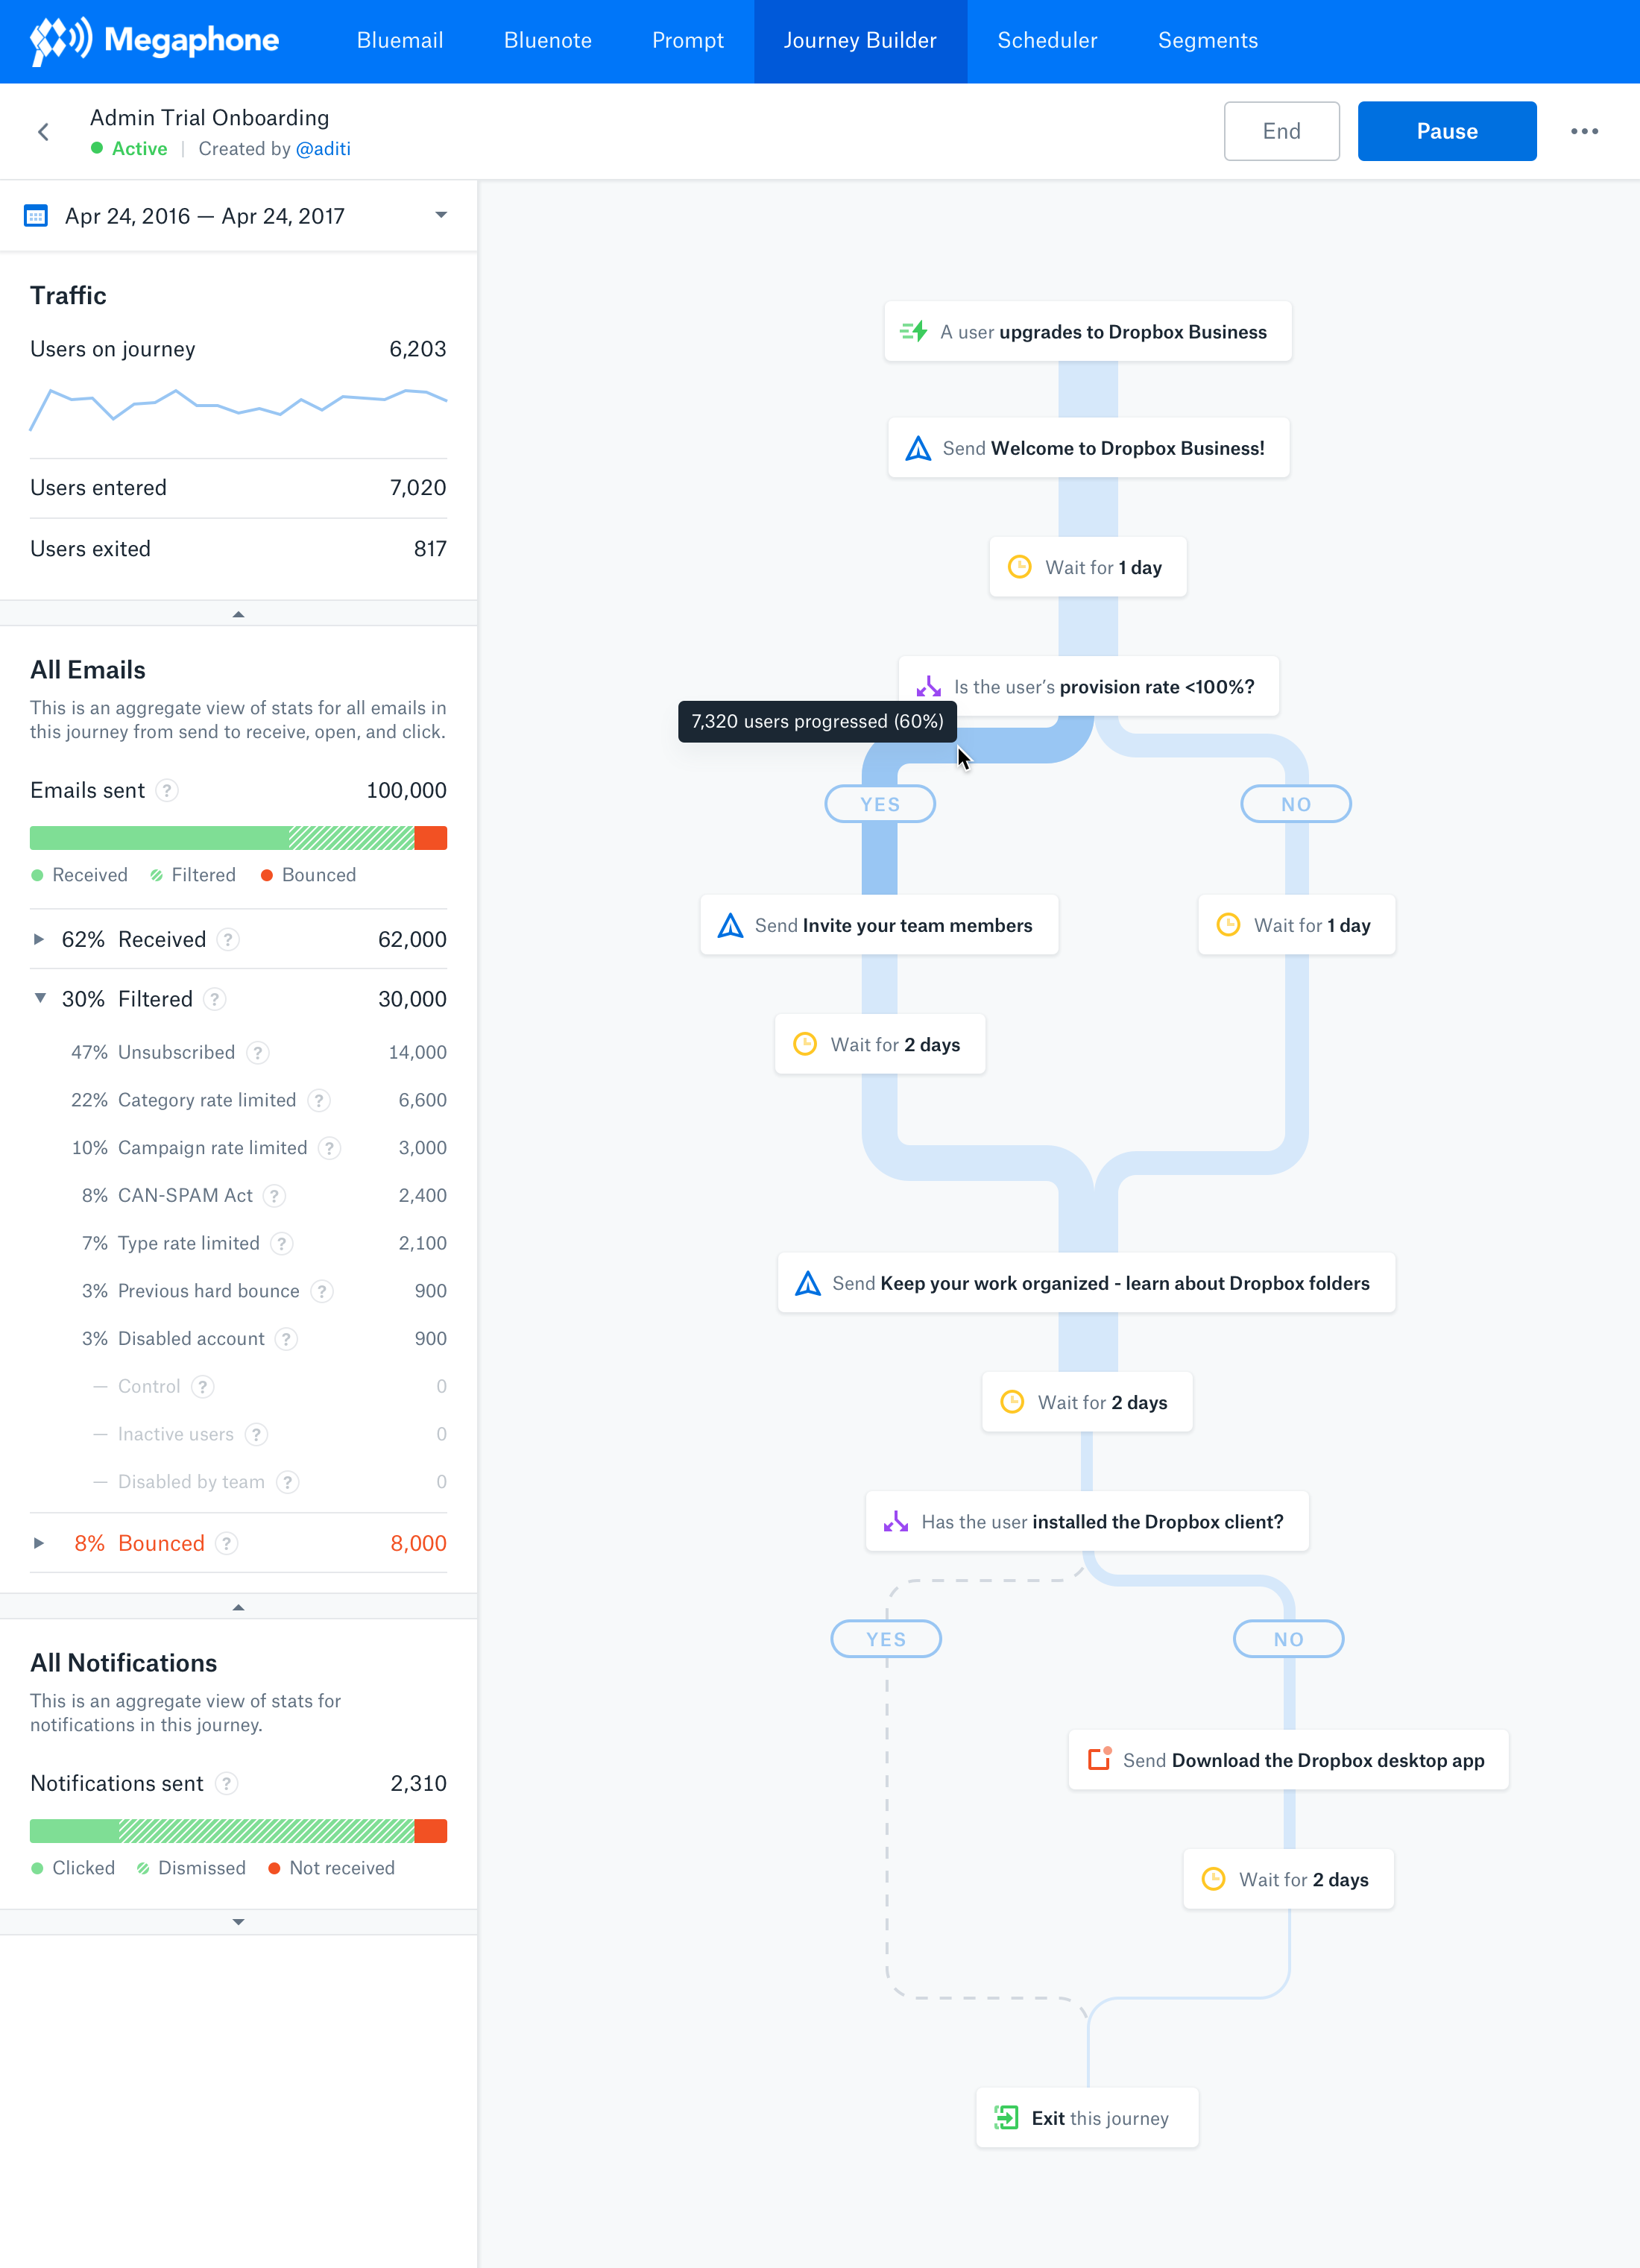 Megaphone
Bluemail
Bluenote
Prompt
Journey Builder
Scheduler
Segments
Admin Trial Onboarding
Active | Created by @aditi
End
Pause
Apr 24, 2016 — Apr 24, 2017
Traffic
Users on journey 6,203
Users entered 7,020
Users exited 817
All Emails
This is an aggregate view of stats for all emails in
this journey from send to receive, open, and click.
Emails sent ? 100,000
Received Filtered Bounced
62% Received ? 62,000
30% Filtered ? 30,000
47% Unsubscribed ? 14,000
22% Category rate limited ? 6,600
10% Campaign rate limited ? 3,000
8% CAN-SPAM Act ? 2,400
7% Type rate limited ? 2,100
3% Previous hard bounce ? 900
3% Disabled account ? 900
— Control ? 0
— Inactive users ? 0
— Disabled by team ? 0
8% Bounced ? 8,000
All Notifications
This is an aggregate view of stats for
notifications in this journey.
Notifications sent ? 2,310
Clicked Dismissed Not received
A user upgrades to Dropbox Business
Send Welcome to Dropbox Business!
Wait for 1 day
Is the user’s provision rate <100%?
7,320 users progressed (60%)
YES
NO
Send Invite your team members
Wait for 1 day
Wait for 2 days
Send Keep your work organized - learn about Dropbox folders
Wait for 2 days
Has the user installed the Dropbox client?
YES
NO
Send Download the Dropbox desktop app
Wait for 2 days
Exit this journey